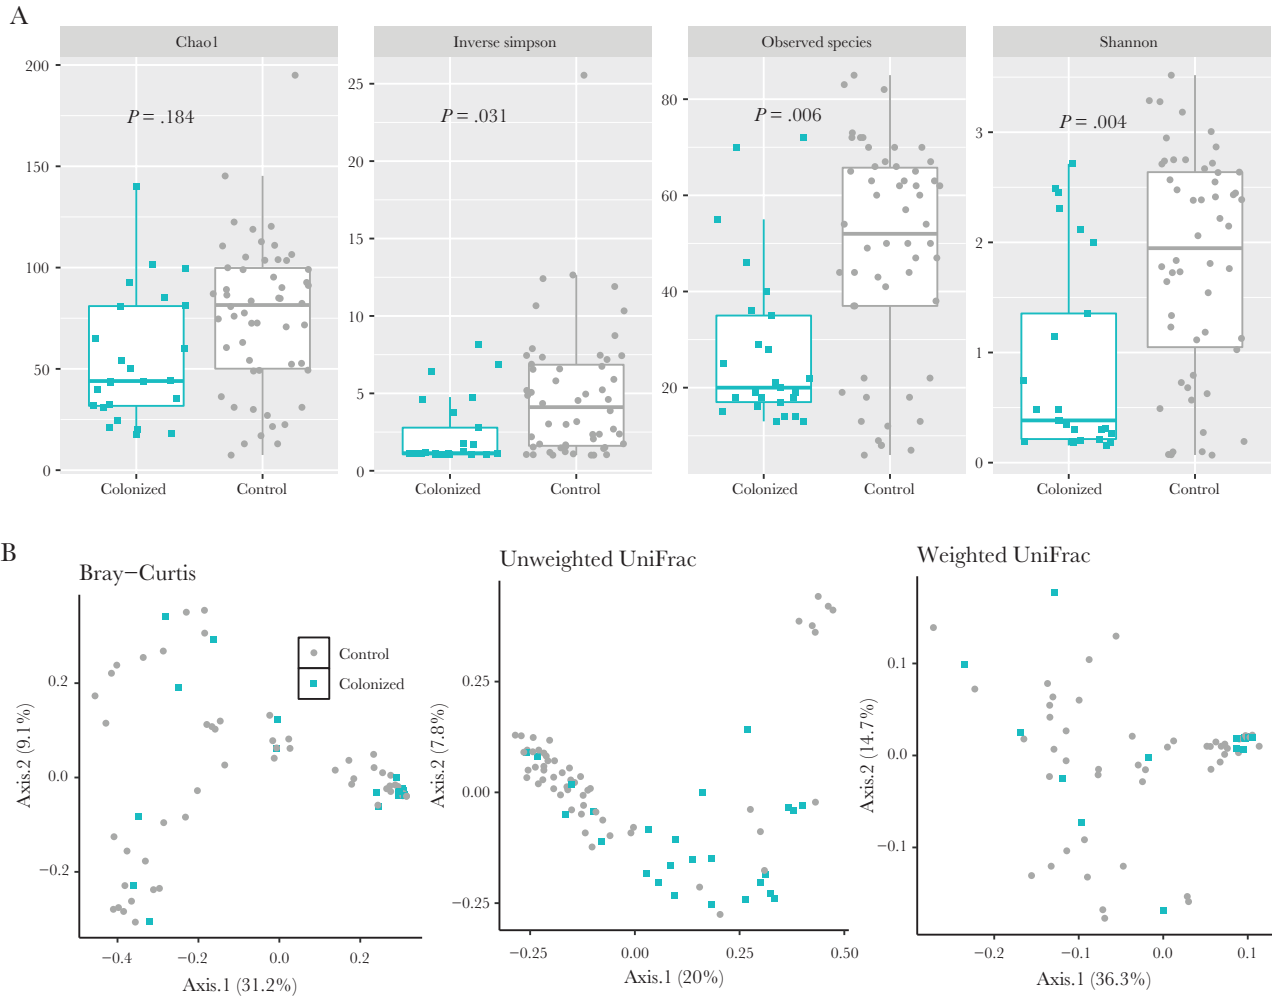 A
Chao1
Inverse simpson
Observed species
Shannon
P = .184
P = .031
P = .006
P = .004
200
150
100
50
0
25
20
15
10
5
0
80
60
40
20
3
2
1
0
Colonized
Control
Colonized
Control
Colonized
Control
Colonized
Control
B
Bray−Curtis
Axis.2 (9.1%)
0.2
0.0
−0.2
−0.4
−0.2
0.0
0.2
Axis.1 (31.2%)
Control
Colonized
Unweighted UniFrac
Axis.2 (7.8%)
0.25
0.00
−0.25
−0.25
0.00
0.25
0.50
Axis.1 (20%)
Weighted UniFrac
Axis.2 (14.7%)
0.1
0.0
−0.1
−0.2
−0.1
0.0
0.1
Axis.1 (36.3%)